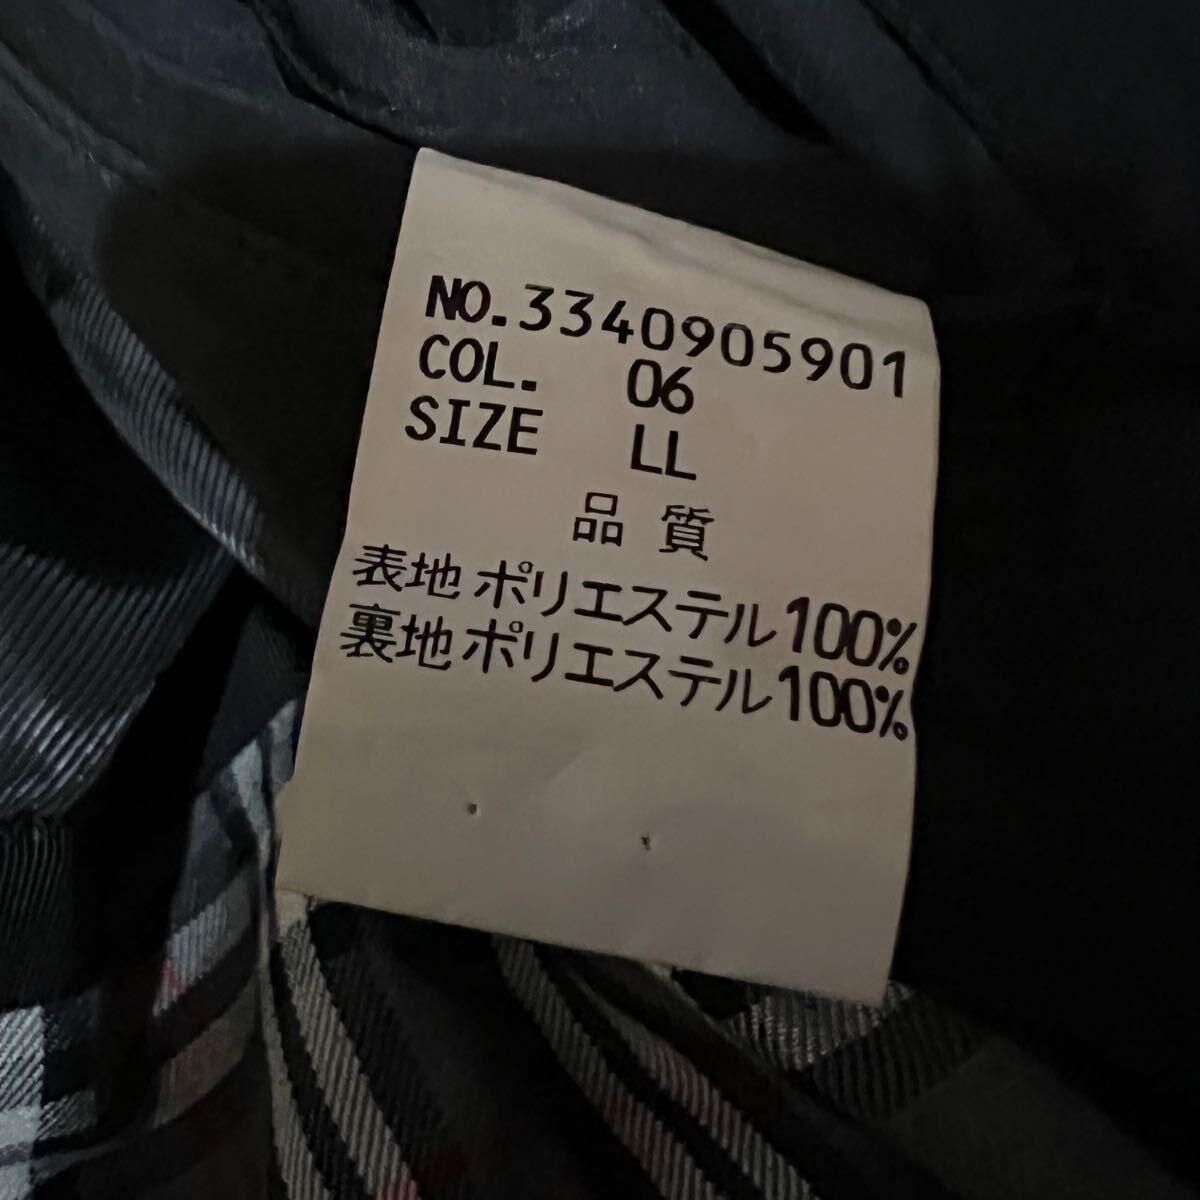 NO.3340905901
COL. 06
SIZE LL
品質
表地 ポリエステル100%
裏地 ポリエステル100%